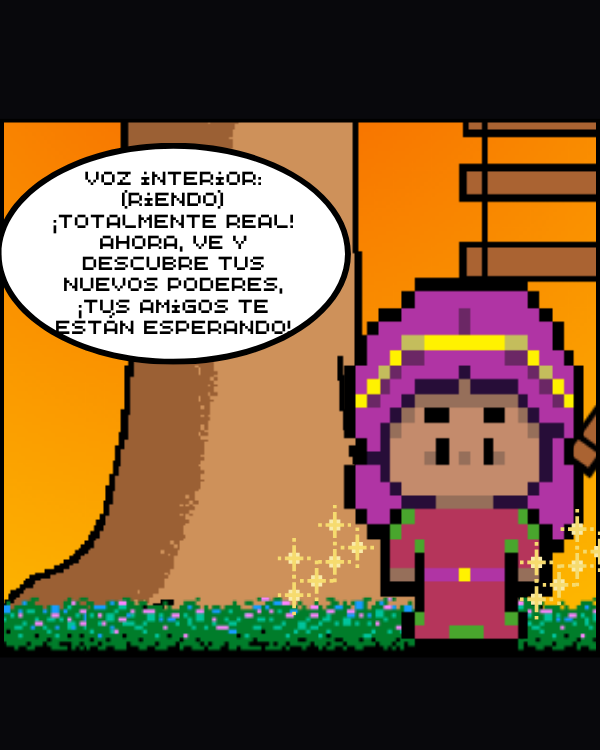 VOZ iNTERiOR:
(RiENDO)
¡TOTALMENTE REAL!
AHORA, VE Y
DESCUBRE TUS
NUEVOS PODERES,
¡TUS AMiGOS TE
ESTÁN ESPERANDO!